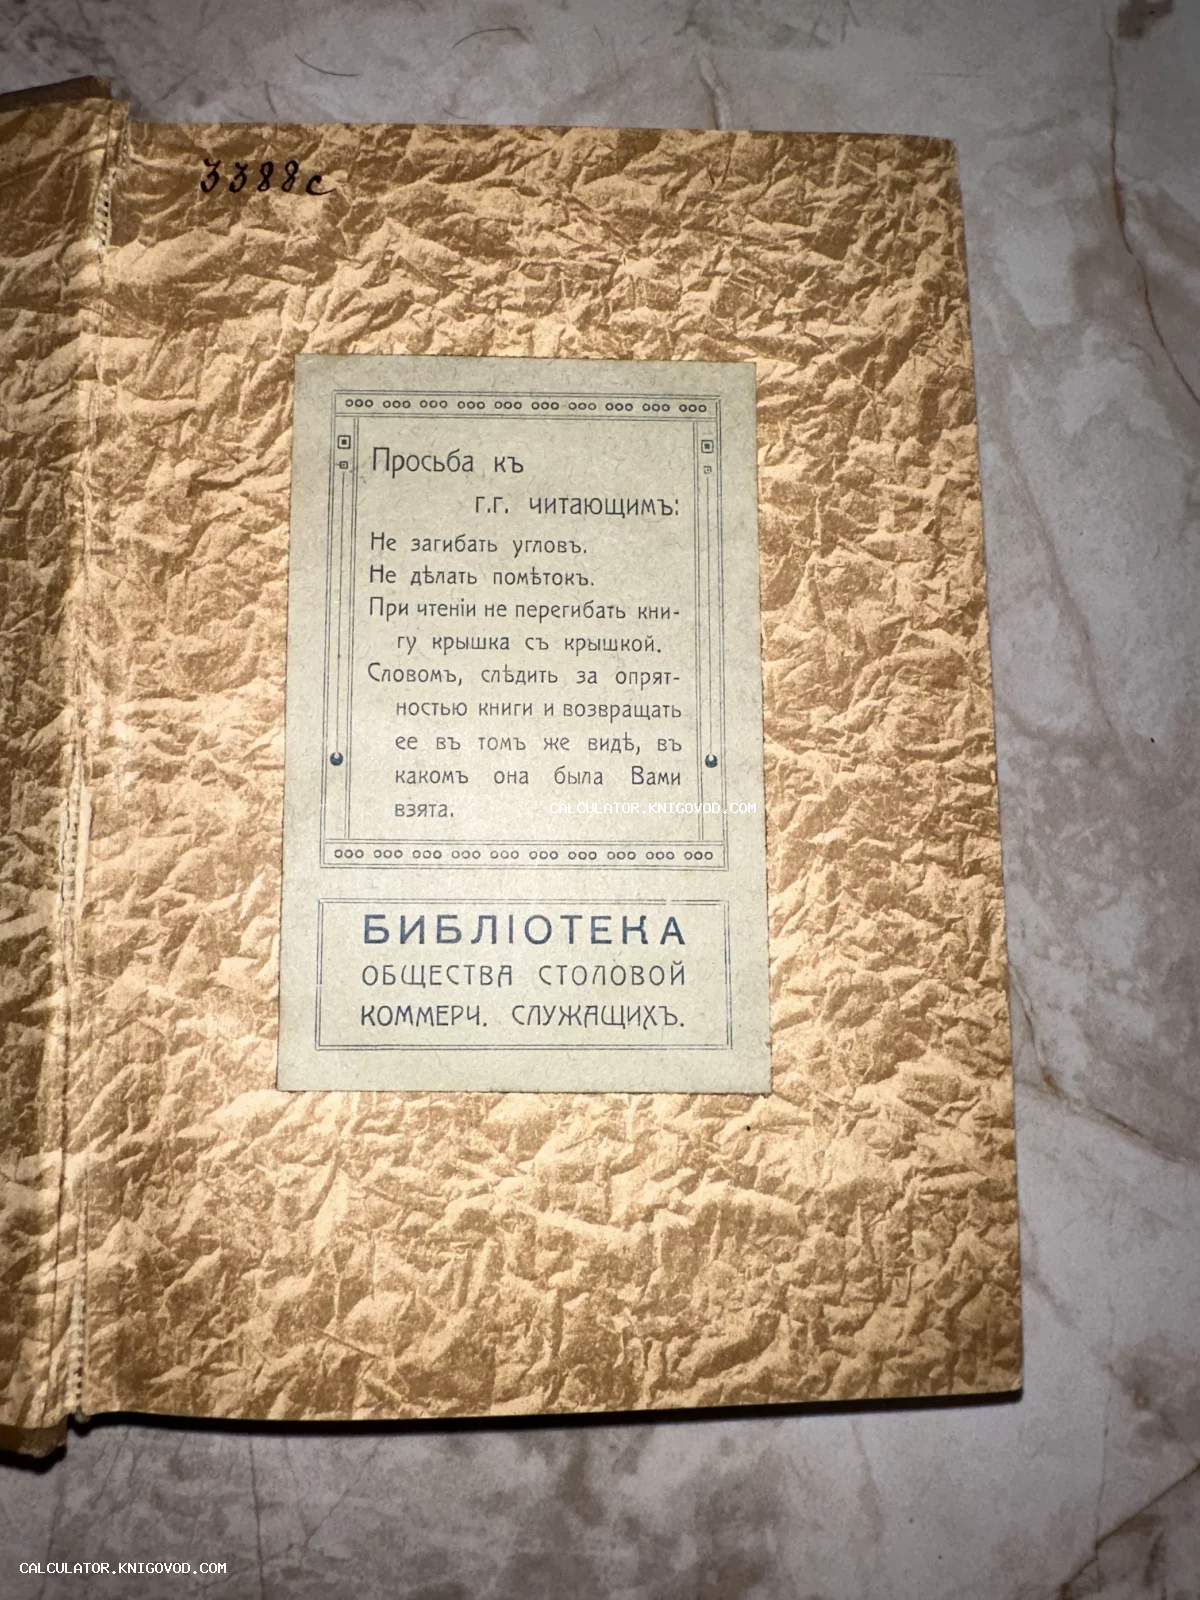 3388с
Просьба къ
г.г. читающимъ:
Не загибать угловъ.
Не дѣлать помѣтокъ.
При чтеніи не перегибать кни-
гу крышка съ крышкой.
Словомъ, слѣдить за опрят-
ностью книги и возвращать
ее въ томъ же видѣ, въ
какомъ она была Вами
взята.
CALCULATOR.KNIGOVOD.COM
БИБЛІОТЕКА
ОБЩЕСТВА СТОЛОВОЙ
КОММЕРЧ. СЛУЖАЩИХЪ.
CALCULATOR.KNIGOVOD.COM